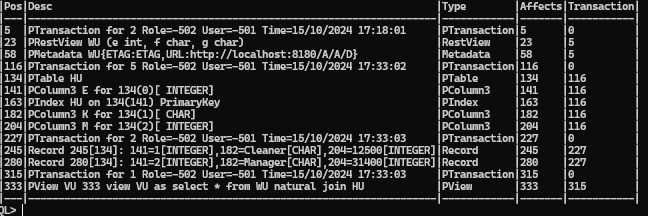 |---|---------------------------------------------------------------------|------------|-------|-----------|
|Pos|Desc |Type |Affects|Transaction|
|---|---------------------------------------------------------------------|------------|-------|-----------|
|5 |PTransaction for 2 Role=-502 User=-501 Time=15/10/2024 17:18:01 |PTransaction|5 |0 |
|23 |PRestView WU (e int, f char, g char) |RestView |23 |5 |
|58 |PMetadata WU{ETAG:ETAG,URL:http://localhost:8180/A/A/D} |Metadata |58 |5 |
|116|PTransaction for 5 Role=-502 User=-501 Time=15/10/2024 17:33:02 |PTransaction|116 |0 |
|134|PTable HU |PTable |134 |116 |
|141|PColumn3 E for 134(0)[ INTEGER] |PColumn3 |141 |116 |
|163|PIndex HU on 134(141) PrimaryKey |PIndex |163 |116 |
|182|PColumn3 K for 134(1)[ CHAR] |PColumn3 |182 |116 |
|204|PColumn3 M for 134(2)[ INTEGER] |PColumn3 |204 |116 |
|227|PTransaction for 2 Role=-502 User=-501 Time=15/10/2024 17:33:03 |PTransaction|227 |0 |
|245|Record 245[134]: 141=1[INTEGER],182=Cleaner[CHAR],204=12500[INTEGER]|Record |245 |227 |
|280|Record 280[134]: 141=2[INTEGER],182=Manager[CHAR],204=31400[INTEGER]|Record |280 |227 |
|315|PTransaction for 1 Role=-502 User=-501 Time=15/10/2024 17:33:03 |PTransaction|315 |0 |
|333|PView VU 333 view VU as select * from WU natural join HU |PView |333 |315 |
|---|---------------------------------------------------------------------|------------|-------|-----------|
QL>